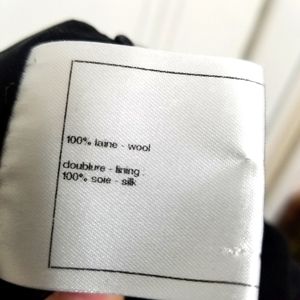 100% laine - wool
doublure - lining
100% soie - silk